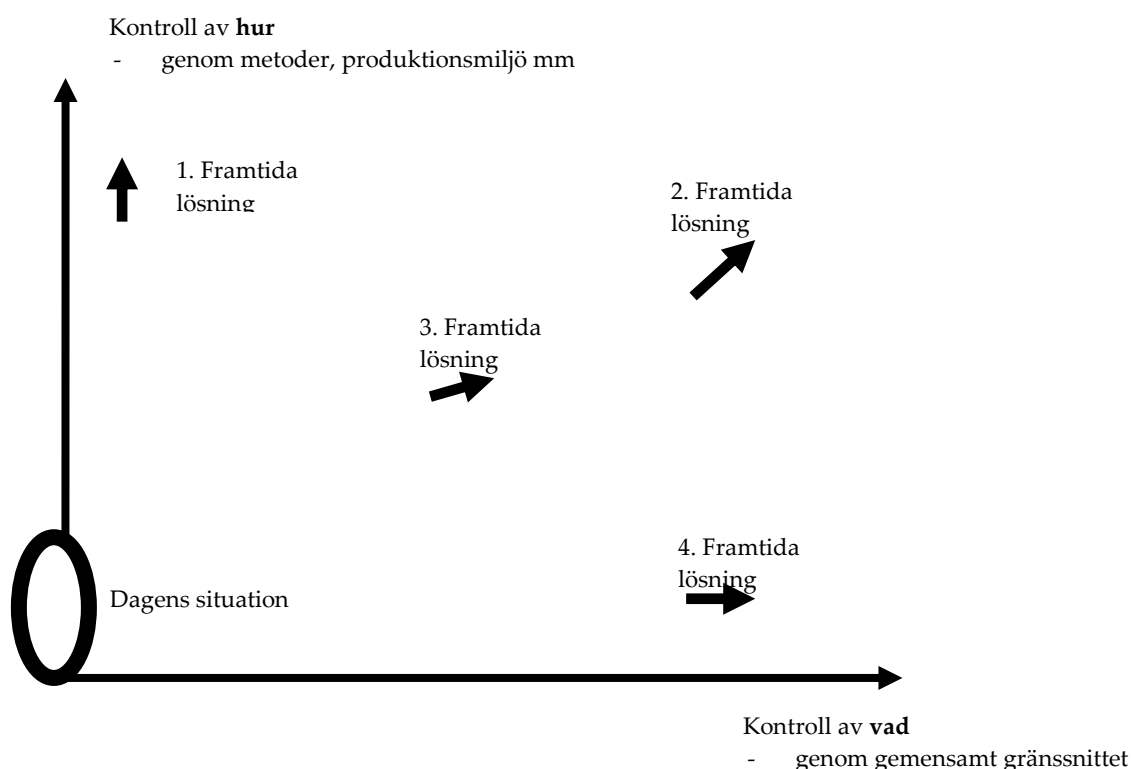 Kontroll av hur
- genom metoder, produktionsmiljö mm
1. Framtida
lösning
2. Framtida
lösning
3. Framtida
lösning
4. Framtida
lösning
Dagens situation
Kontroll av vad
- genom gemensamt gränssnittet